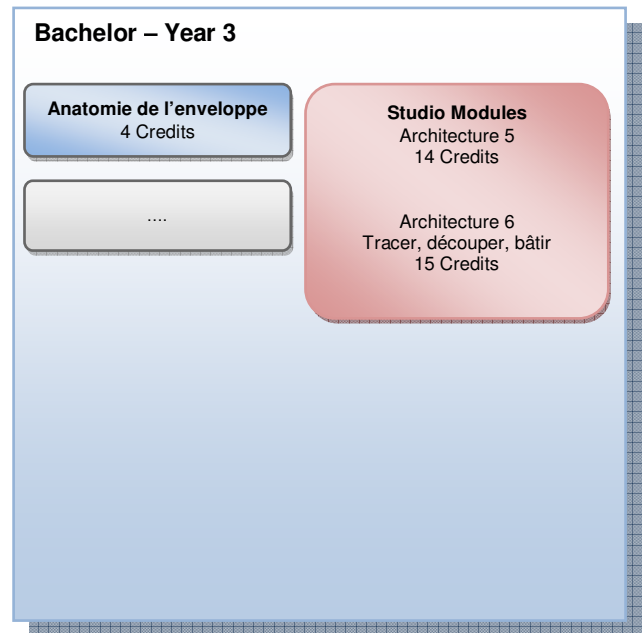 Bachelor – Year 3
Anatomie de l’enveloppe
4 Credits
....
Studio Modules
Architecture 5
14 Credits
Architecture 6
Tracer, découper, bâtir
15 Credits